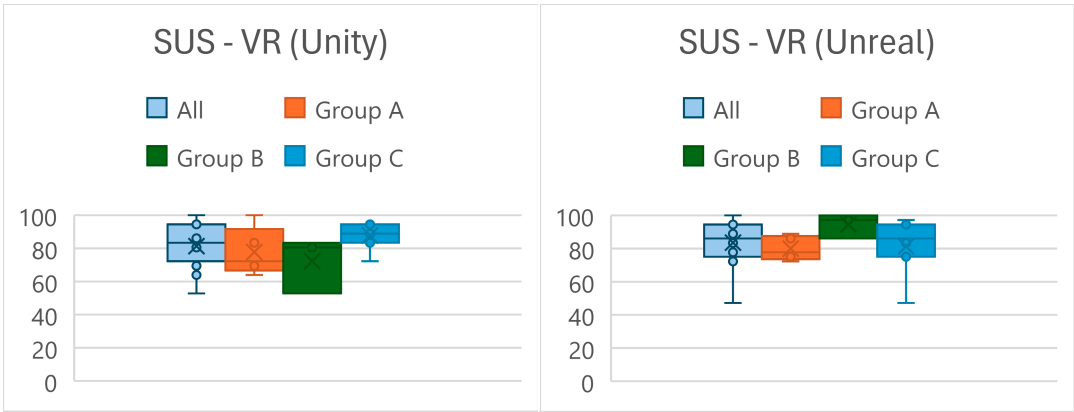 SUS - VR (Unity)
All
Group A
Group B
Group C
100
80
60
40
20
0
SUS - VR (Unreal)
All
Group A
Group B
Group C
100
80
60
40
20
0